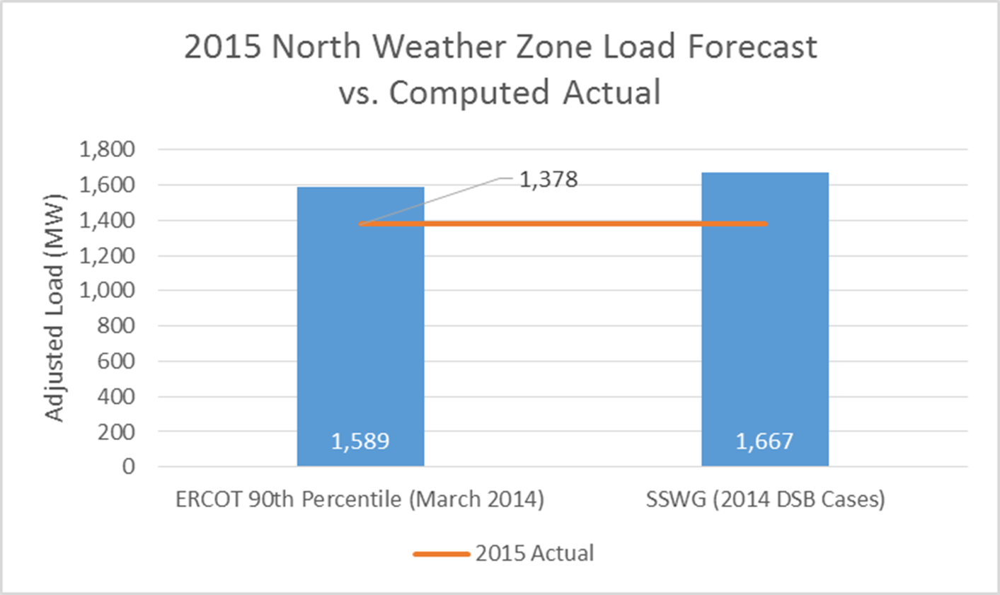 2015 North Weather Zone Load Forecast
vs. Computed Actual
Adjusted Load (MW)
1,800
1,600
1,400
1,200
1,000
800
600
400
200
0
1,378
1,589
1,667
ERCOT 90th Percentile (March 2014)
SSWG (2014 DSB Cases)
2015 Actual